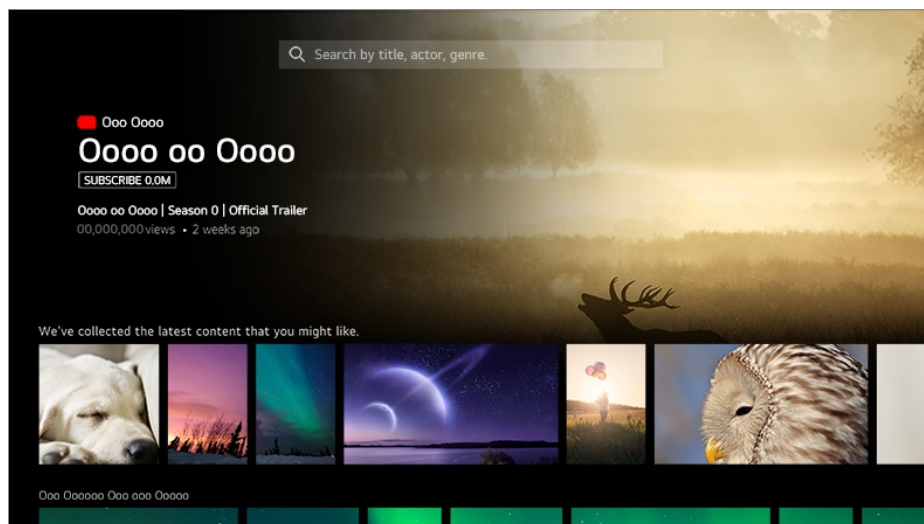 Search by title, actor, genre.
Ooo Oooo
Oooo oo Oooo
SUBSCRIBE 0.0M
Oooo oo Oooo | Season 0 | Official Trailer
00,000,000 views • 2 weeks ago
We've collected the latest content that you might like.
Ooo Oooooo Ooo ooo Ooooo